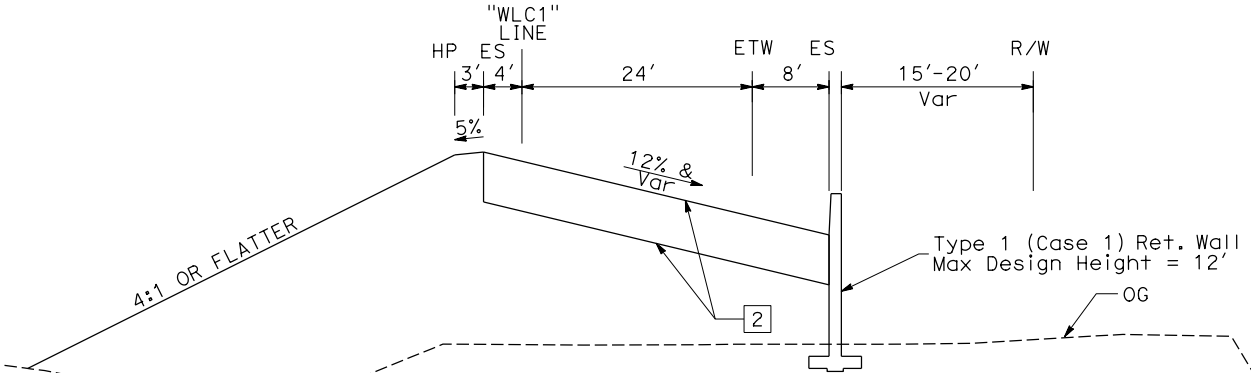 "WLC1"
LINE
HP ES ETW ES R/W
3' 4' 24' 8' 15'-20'
Var
5%
12% &
Var
4:1 OR FLATTER
Type 1 (Case 1) Ret. Wall
Max Design Height = 12'
OG
2